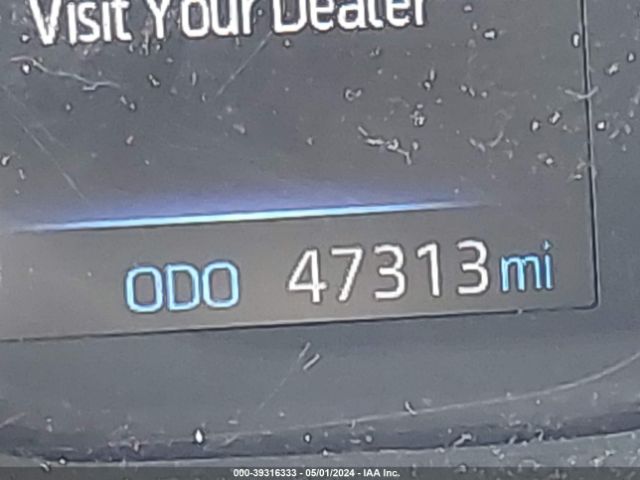 Visit Your Dealer
ODO 47313 mi
000-39316333 - 05/01/2024 - IAA Inc.